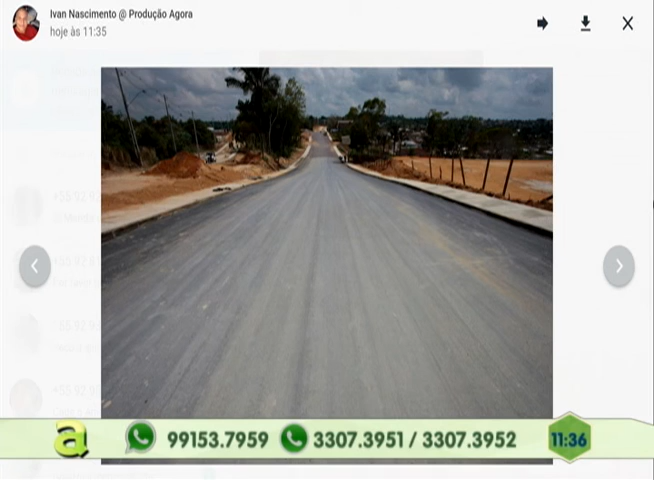 Ivan Nascimento @ Produção Agora
hoje às 11:35
a 99153.7959 3307.3951 / 3307.3952 11:36